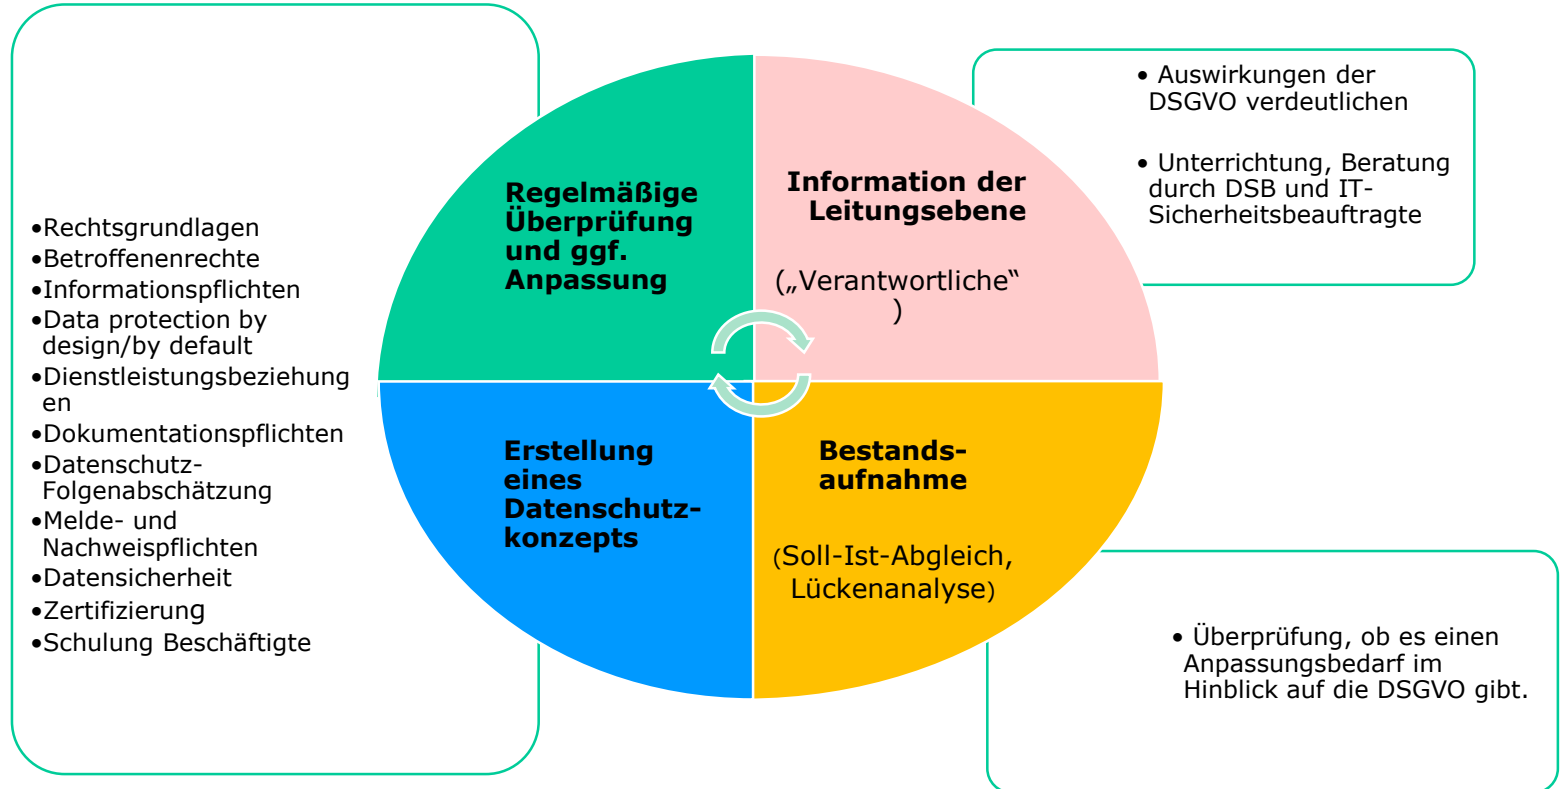 •Rechtsgrundlagen
•Betroffenenrechte
•Informationspflichten
•Data protection by
design/by default
•Dienstleistungsbeziehung
en
•Dokumentationspflichten
•Datenschutz-
Folgenabschätzung
•Melde- und
Nachweispflichten
•Datensicherheit
•Zertifizierung
•Schulung Beschäftigte
Regelmäßige
Überprüfung
und ggf.
Anpassung
Information der
Leitungsebene
(„Verantwortliche“
)
• Auswirkungen der
DSGVO verdeutlichen
• Unterrichtung, Beratung
durch DSB und IT-
Sicherheitsbeauftragte
Erstellung
eines
Datenschutz-
konzepts
Bestands-
aufnahme
(Soll-Ist-Abgleich,
Lückenanalyse)
• Überprüfung, ob es einen
Anpassungsbedarf im
Hinblick auf die DSGVO gibt.